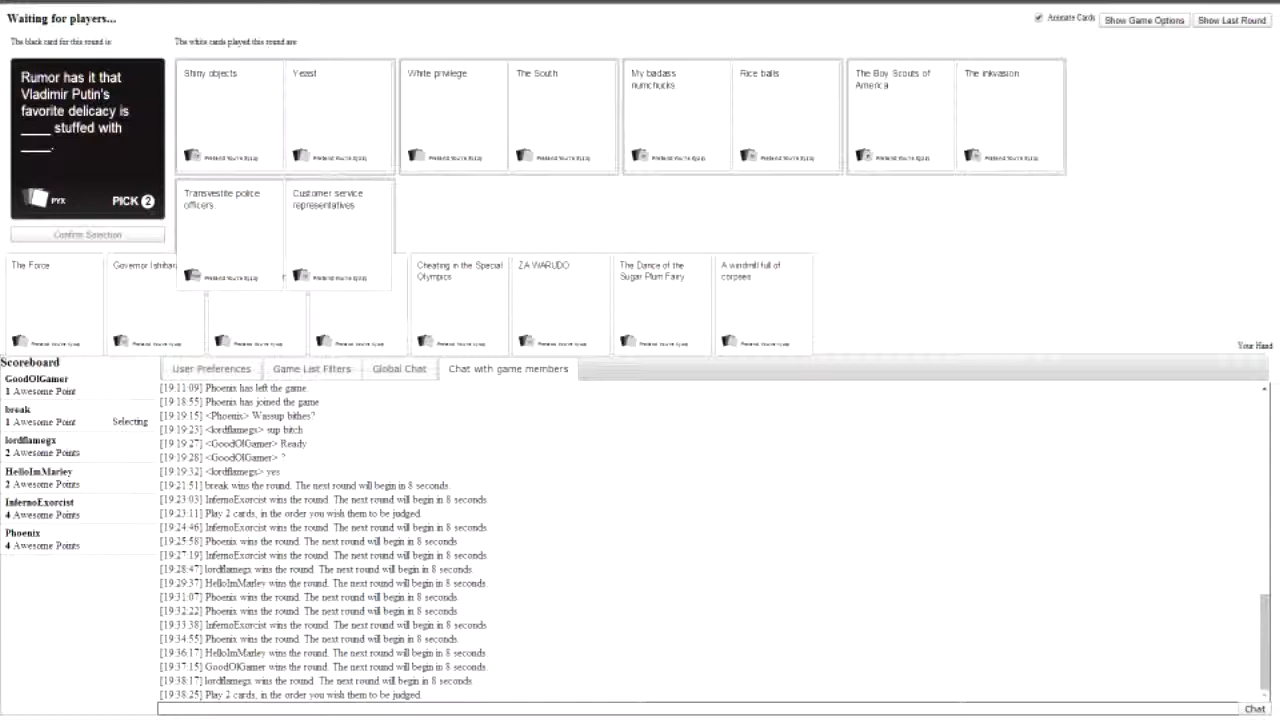 Waiting for players...
Animate Cards
Show Game Options
Show Last Round
The black card for this round is:
The white cards played this round are:
Rumor has it that
Vladimir Putin's
favorite delicacy is
____ stuffed with
____.
PYX
PICK 2
Shiny objects
Yeast
White privilege
The South
My badass
numchucks
Rice balls
The Boy Scouts of
America
The inkvasion
Transvestite police
officers.
Customer service
representatives
Confirm Selection
The Force
Governor
Cheating in the Special
Olympics
ZA WARUDO
The Dance of the
Sugar Plum Fairy
A windmill full of
corpses
Your Hand
Scoreboard
GoodOlGamer
1 Awesome Point
break
1 Awesome Point
Selecting
lordflamegx
2 Awesome Points
HelloImMarley
2 Awesome Points
InfernoExorcist
4 Awesome Points
Phoenix
4 Awesome Points
User Preferences
Game List Filters
Global Chat
Chat with game members
[19:11:09] Phoenix has left the game.
[19:18:55] Phoenix has joined the game
[19:19:15] <Phoenix> Wassup bithes?
[19:19:23] <lordflamegx> sup bitch
[19:19:27] <GoodOlGamer> Ready
[19:19:28] <GoodOlGamer> ?
[19:19:32] <lordflamegx> yes
[19:21:51] break wins the round. The next round will begin in 8 seconds.
[19:23:03] InfernoExorcist wins the round. The next round will begin in 8 seconds.
[19:23:11] Play 2 cards, in the order you wish them to be judged.
[19:24:46] InfernoExorcist wins the round. The next round will begin in 8 seconds.
[19:25:58] Phoenix wins the round. The next round will begin in 8 seconds.
[19:27:19] InfernoExorcist wins the round. The next round will begin in 8 seconds.
[19:28:47] lordflamegx wins the round. The next round will begin in 8 seconds.
[19:29:37] HelloImMarley wins the round. The next round will begin in 8 seconds.
[19:31:07] Phoenix wins the round. The next round will begin in 8 seconds.
[19:32:22] Phoenix wins the round. The next round will begin in 8 seconds.
[19:33:38] InfernoExorcist wins the round. The next round will begin in 8 seconds.
[19:34:55] Phoenix wins the round. The next round will begin in 8 seconds.
[19:36:17] HelloImMarley wins the round. The next round will begin in 8 seconds.
[19:37:15] GoodOlGamer wins the round. The next round will begin in 8 seconds.
[19:38:17] lordflamegx wins the round. The next round will begin in 8 seconds.
[19:38:25] Play 2 cards, in the order you wish them to be judged.
Chat